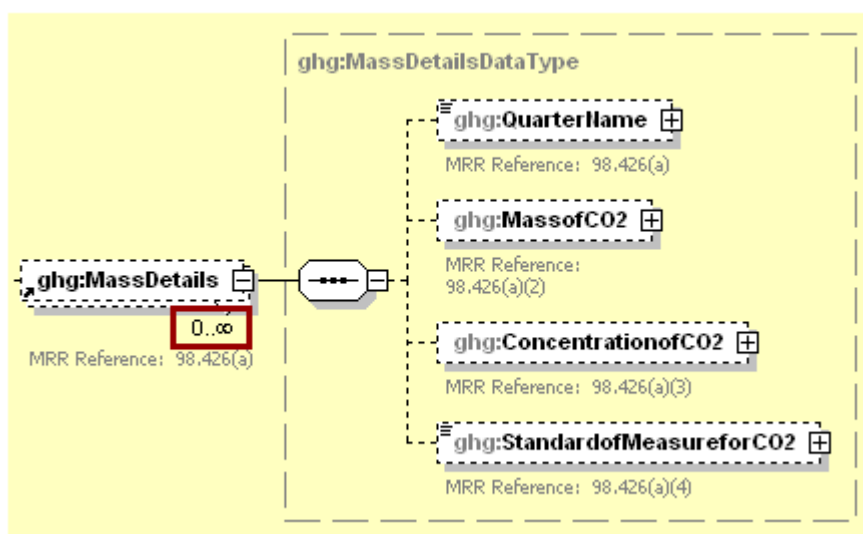 ghg:MassDetailsDataType
ghg:QuarterName
MRR Reference: 98.426(a)
ghg:MassofCO2
MRR Reference:
98.426(a)(2)
ghg:MassDetails
0..∞
MRR Reference: 98.426(a)
ghg:ConcentrationofCO2
MRR Reference: 98.426(a)(3)
ghg:StandardofMeasureforCO2
MRR Reference: 98.426(a)(4)